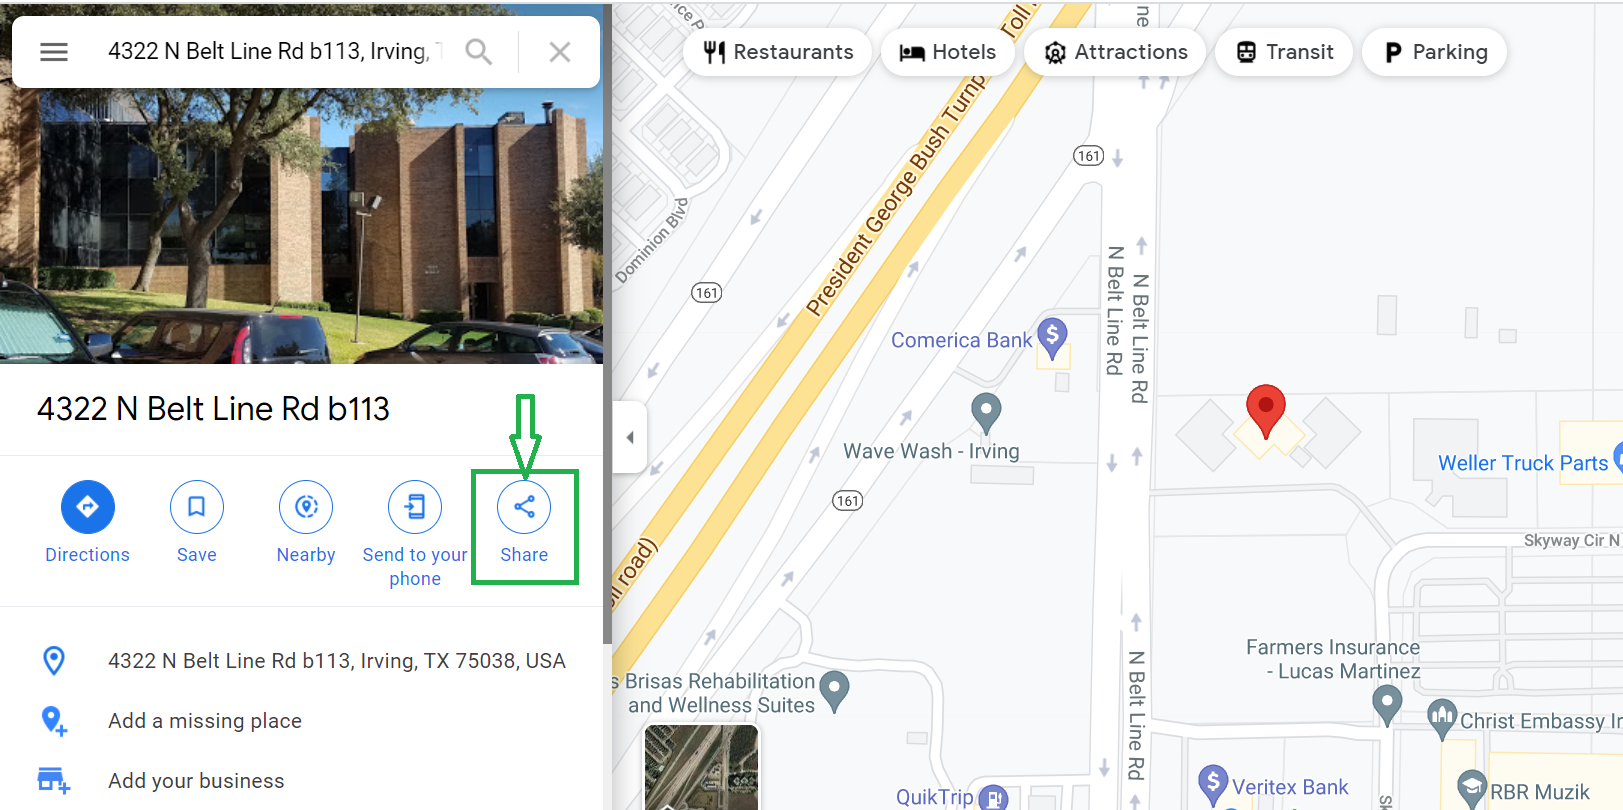 4322 N Belt Line Rd b113, Irving,
Restaurants
Hotels
Attractions
Transit
Parking
4322 N Belt Line Rd b113
Directions
Save
Nearby
Send to your
phone
Share
4322 N Belt Line Rd b113, Irving, TX 75038, USA
Add a missing place
Add your business
Dominion Blvd
161
161
161
President George Bush Turnp
Toll
oll road)
N Belt Line Rd
N Belt Line Rd
N Belt Line Rd
Comerica Bank
Wave Wash - Irving
Weller Truck Parts
Skyway Cir N
Farmers Insurance
- Lucas Martinez
s Brisas Rehabilitation
and Wellness Suites
Christ Embassy Ir
Veritex Bank
RBR Muzik
QuikTrip